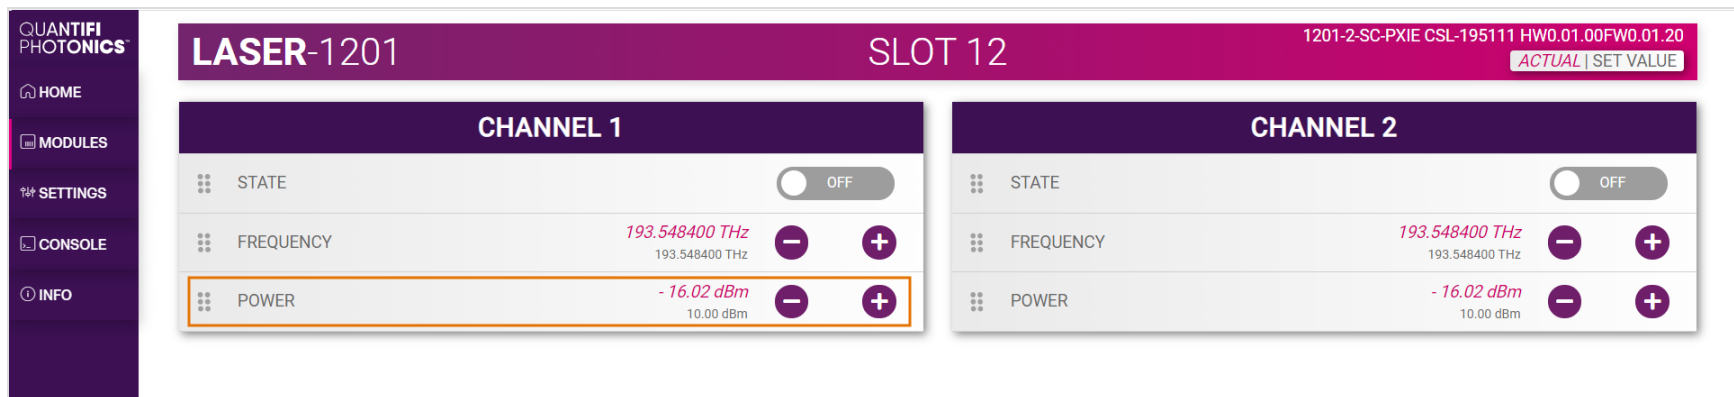 QUANTIFI
PHOTONICS™
HOME
MODULES
SETTINGS
CONSOLE
INFO
LASER-1201
SLOT 12
1201-2-SC-PXIE CSL-195111 HW0.01.00FW0.01.20
ACTUAL | SET VALUE
CHANNEL 1
STATE
OFF
FREQUENCY
193.548400 THz
193.548400 THz
POWER
- 16.02 dBm
10.00 dBm
CHANNEL 2
STATE
OFF
FREQUENCY
193.548400 THz
193.548400 THz
POWER
- 16.02 dBm
10.00 dBm